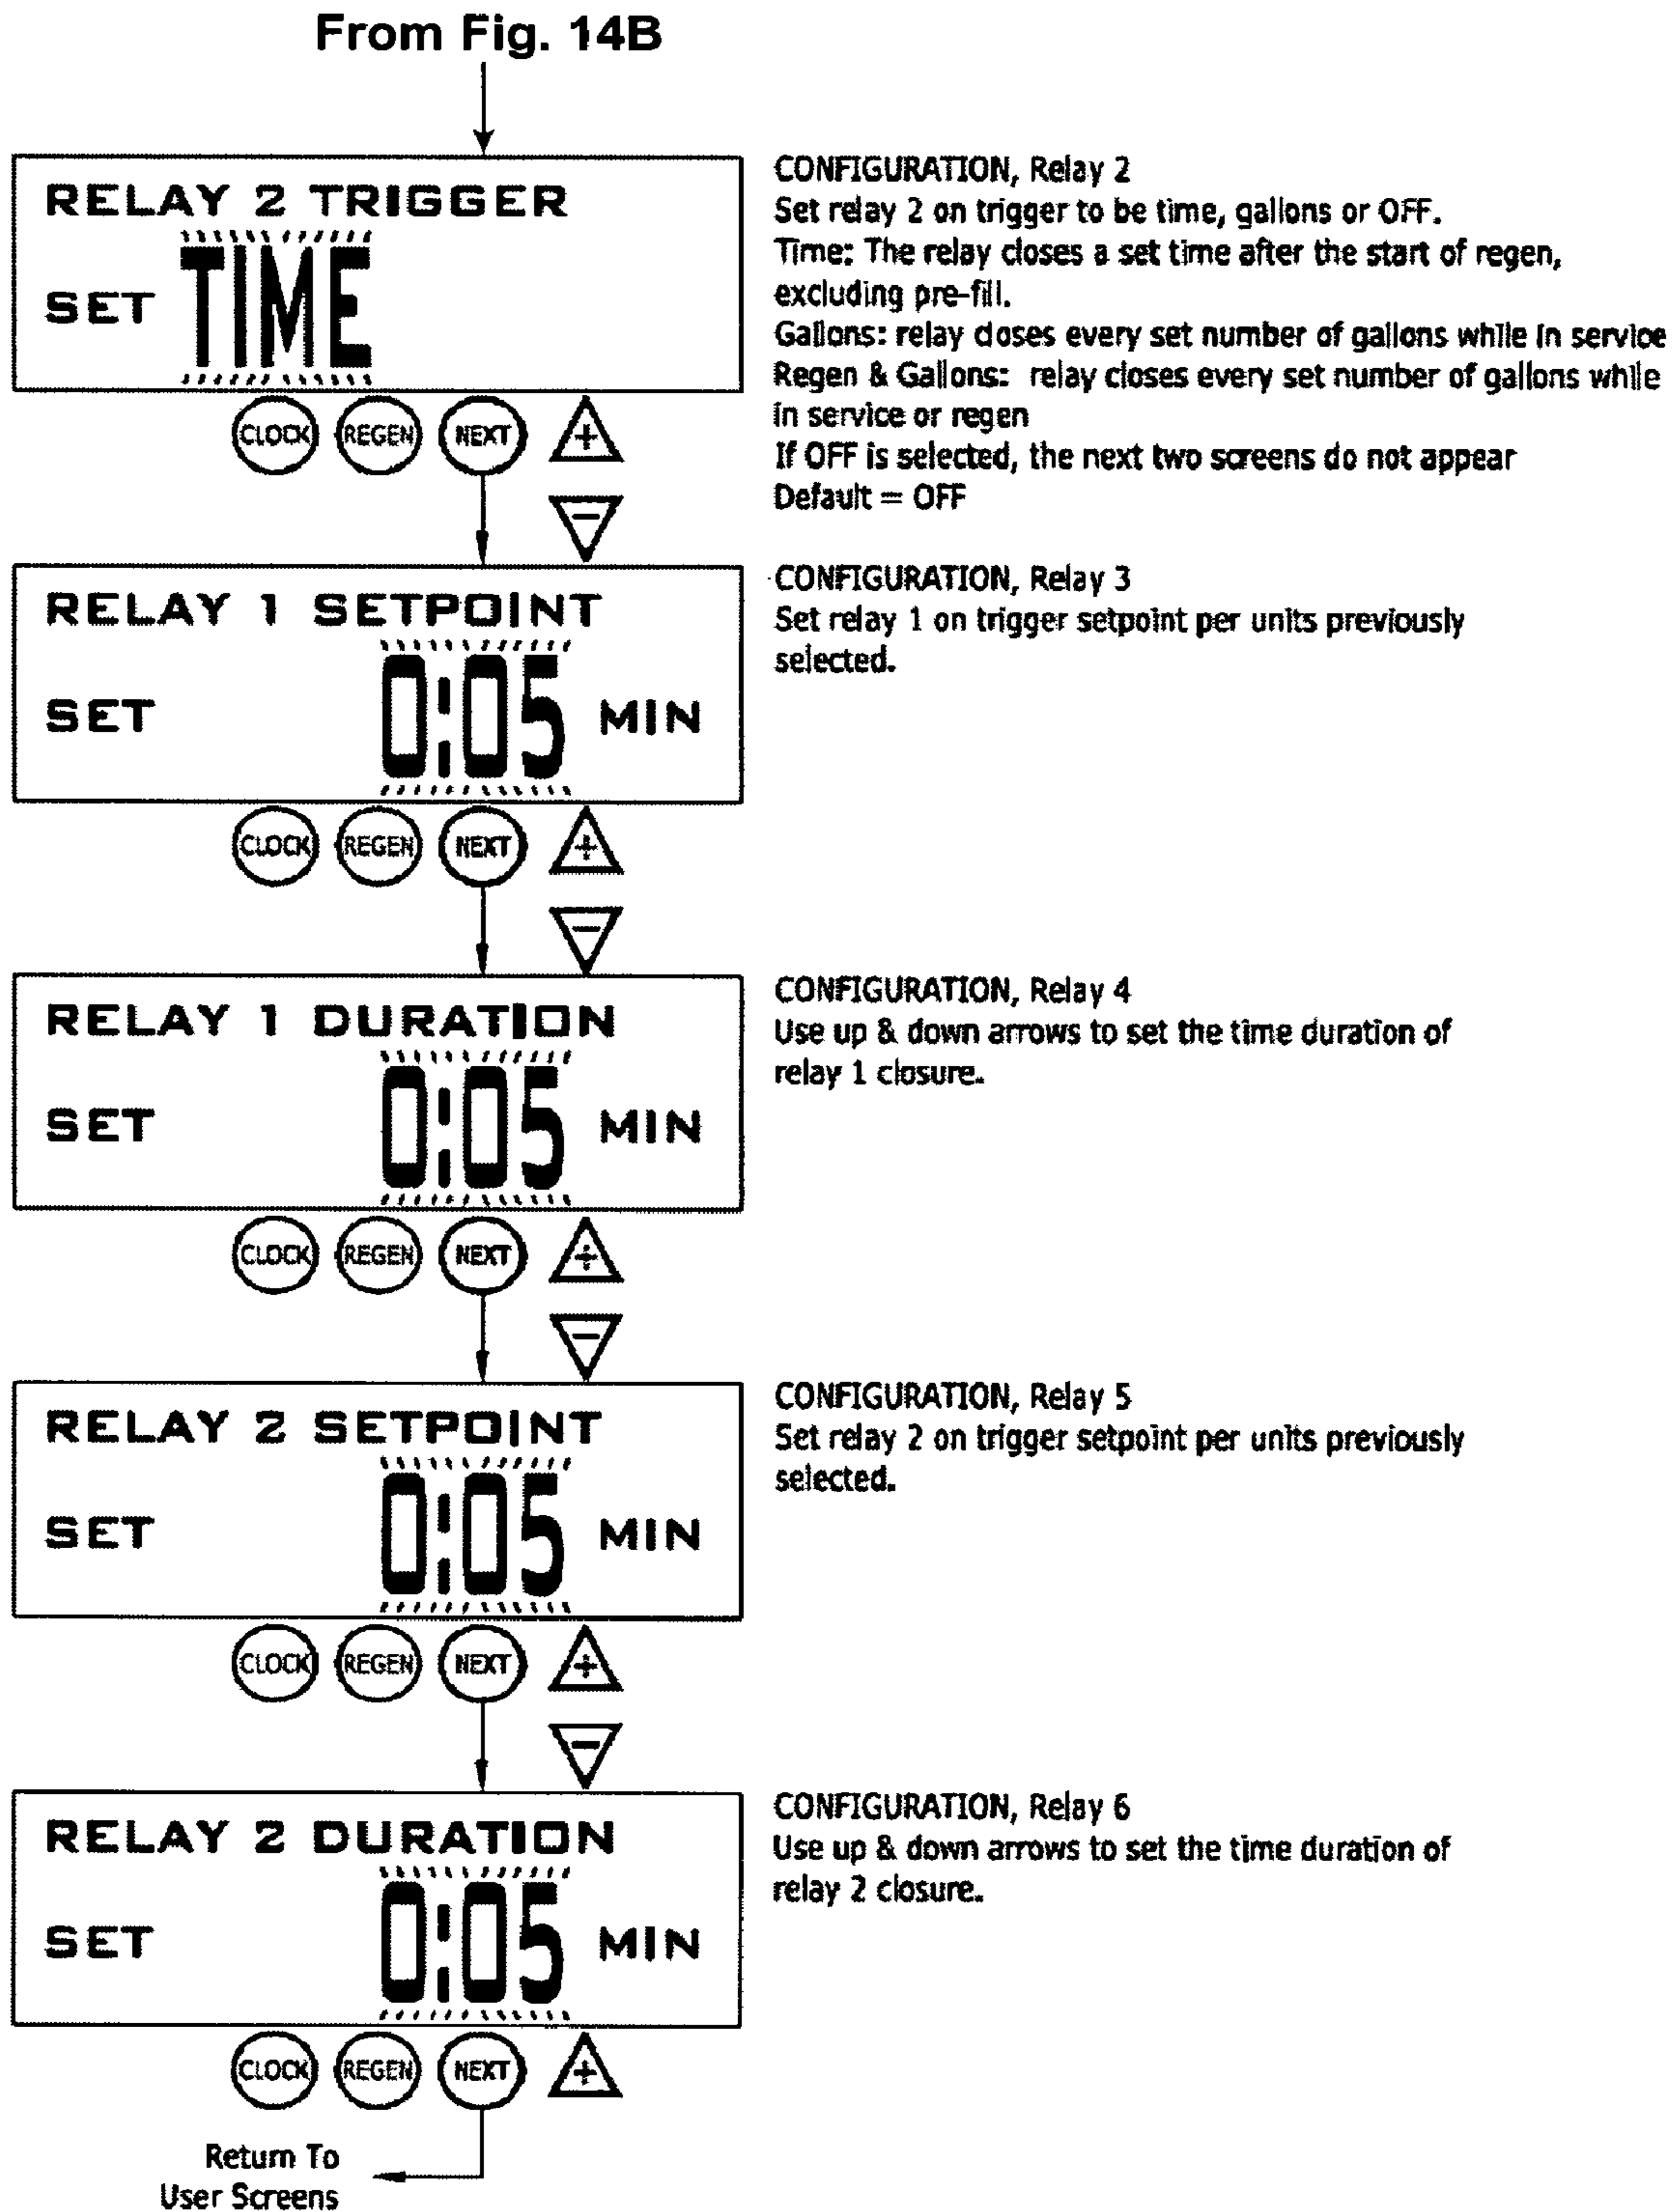 From Fig. 14B
RELAY 2 TRIGGER
SET TIME
CLOCK REGEN NEXT +
−
CONFIGURATION, Relay 2
Set relay 2 on trigger to be time, gallons or OFF.
Time: The relay closes a set time after the start of regen,
excluding pre-fill.
Gallons: relay closes every set number of gallons while in service
Regen & Gallons: relay closes every set number of gallons while
in service or regen
If OFF is selected, the next two screens do not appear
Default = OFF
RELAY 1 SETPOINT
SET 0:05 MIN
CLOCK REGEN NEXT +
−
CONFIGURATION, Relay 3
Set relay 1 on trigger setpoint per units previously
selected.
RELAY 1 DURATION
SET 0:05 MIN
CLOCK REGEN NEXT +
−
CONFIGURATION, Relay 4
Use up & down arrows to set the time duration of
relay 1 closure.
RELAY 2 SETPOINT
SET 0:05 MIN
CLOCK REGEN NEXT +
−
CONFIGURATION, Relay 5
Set relay 2 on trigger setpoint per units previously
selected.
RELAY 2 DURATION
SET 0:05 MIN
CLOCK REGEN NEXT +
CONFIGURATION, Relay 6
Use up & down arrows to set the time duration of
relay 2 closure.
Return To
User Screens